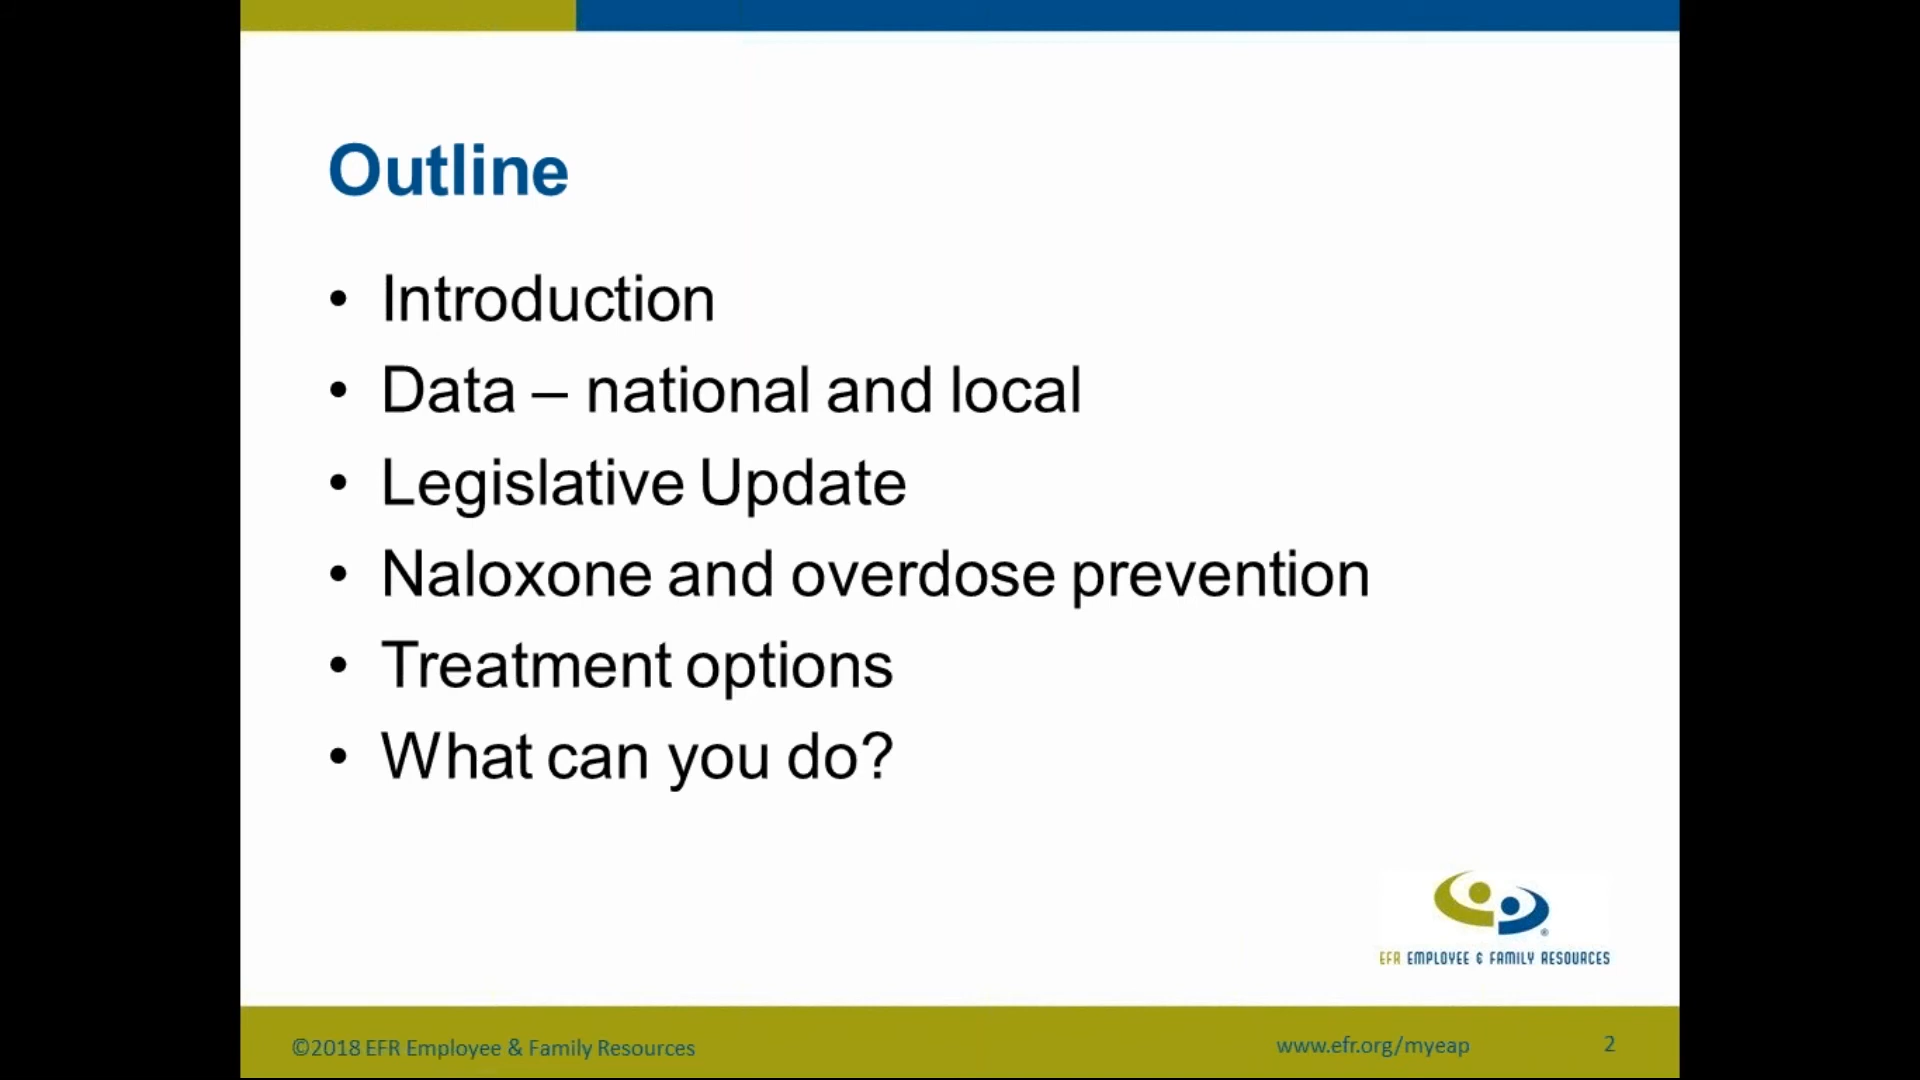 Outline
• Introduction
• Data – national and local
• Legislative Update
• Naloxone and overdose prevention
• Treatment options
• What can you do?
®
EFR EMPLOYEE & FAMILY RESOURCES
©2018 EFR Employee & Family Resources
www.efr.org/myeap
2